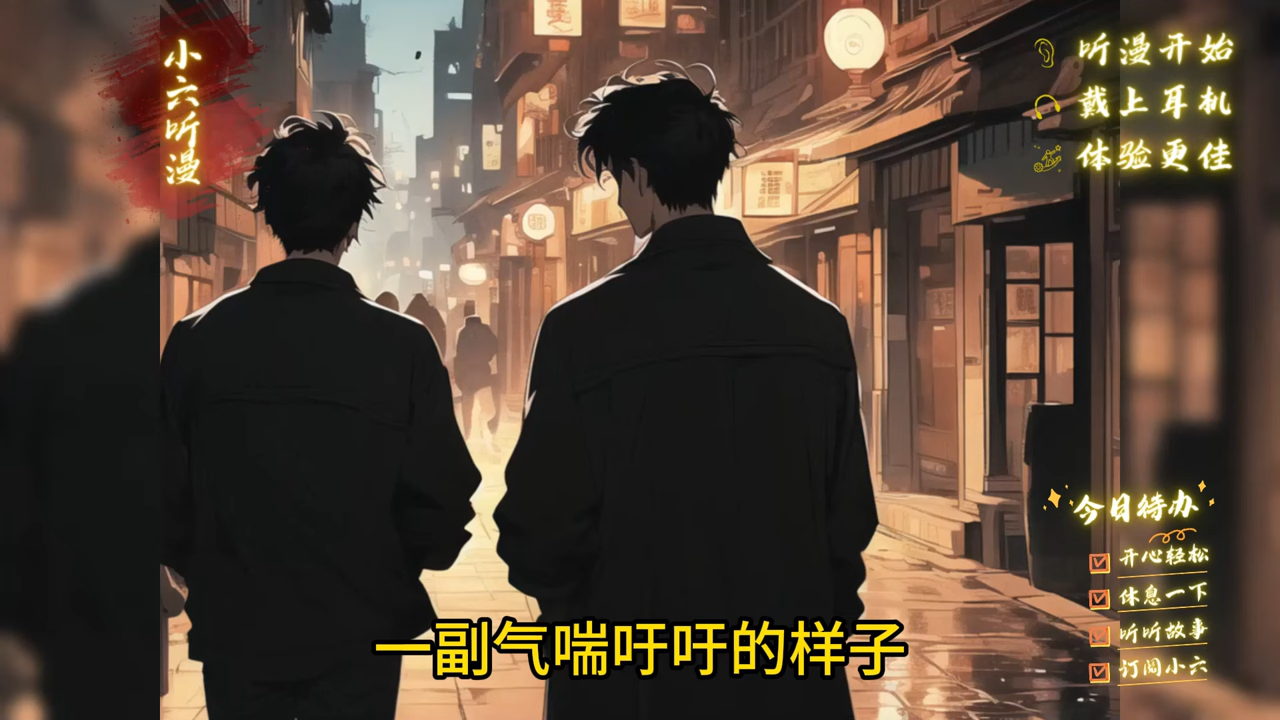 小六听漫
听漫开始
戴上耳机
体验更佳
今日待办
开心轻松
休息一下
听听故事
订阅小六
一副气喘吁吁的样子